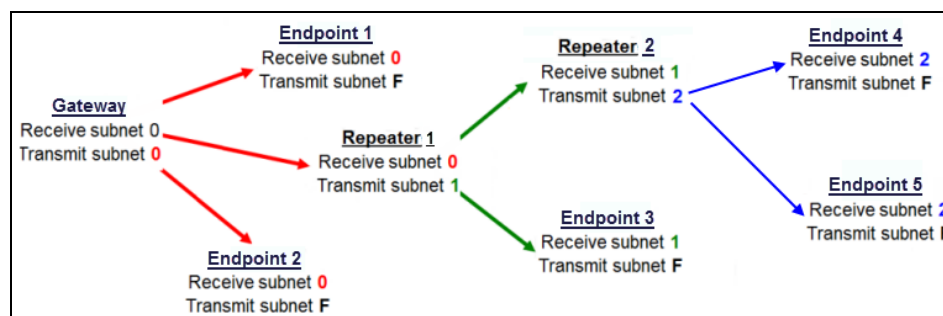 Endpoint 1
Receive subnet 0
Transmit subnet F
Gateway
Receive subnet 0
Transmit subnet 0
Endpoint 2
Receive subnet 0
Transmit subnet F
Repeater 1
Receive subnet 0
Transmit subnet 1
Repeater 2
Receive subnet 1
Transmit subnet 2
Endpoint 3
Receive subnet 1
Transmit subnet F
Endpoint 4
Receive subnet 2
Transmit subnet F
Endpoint 5
Receive subnet 2
Transmit subnet